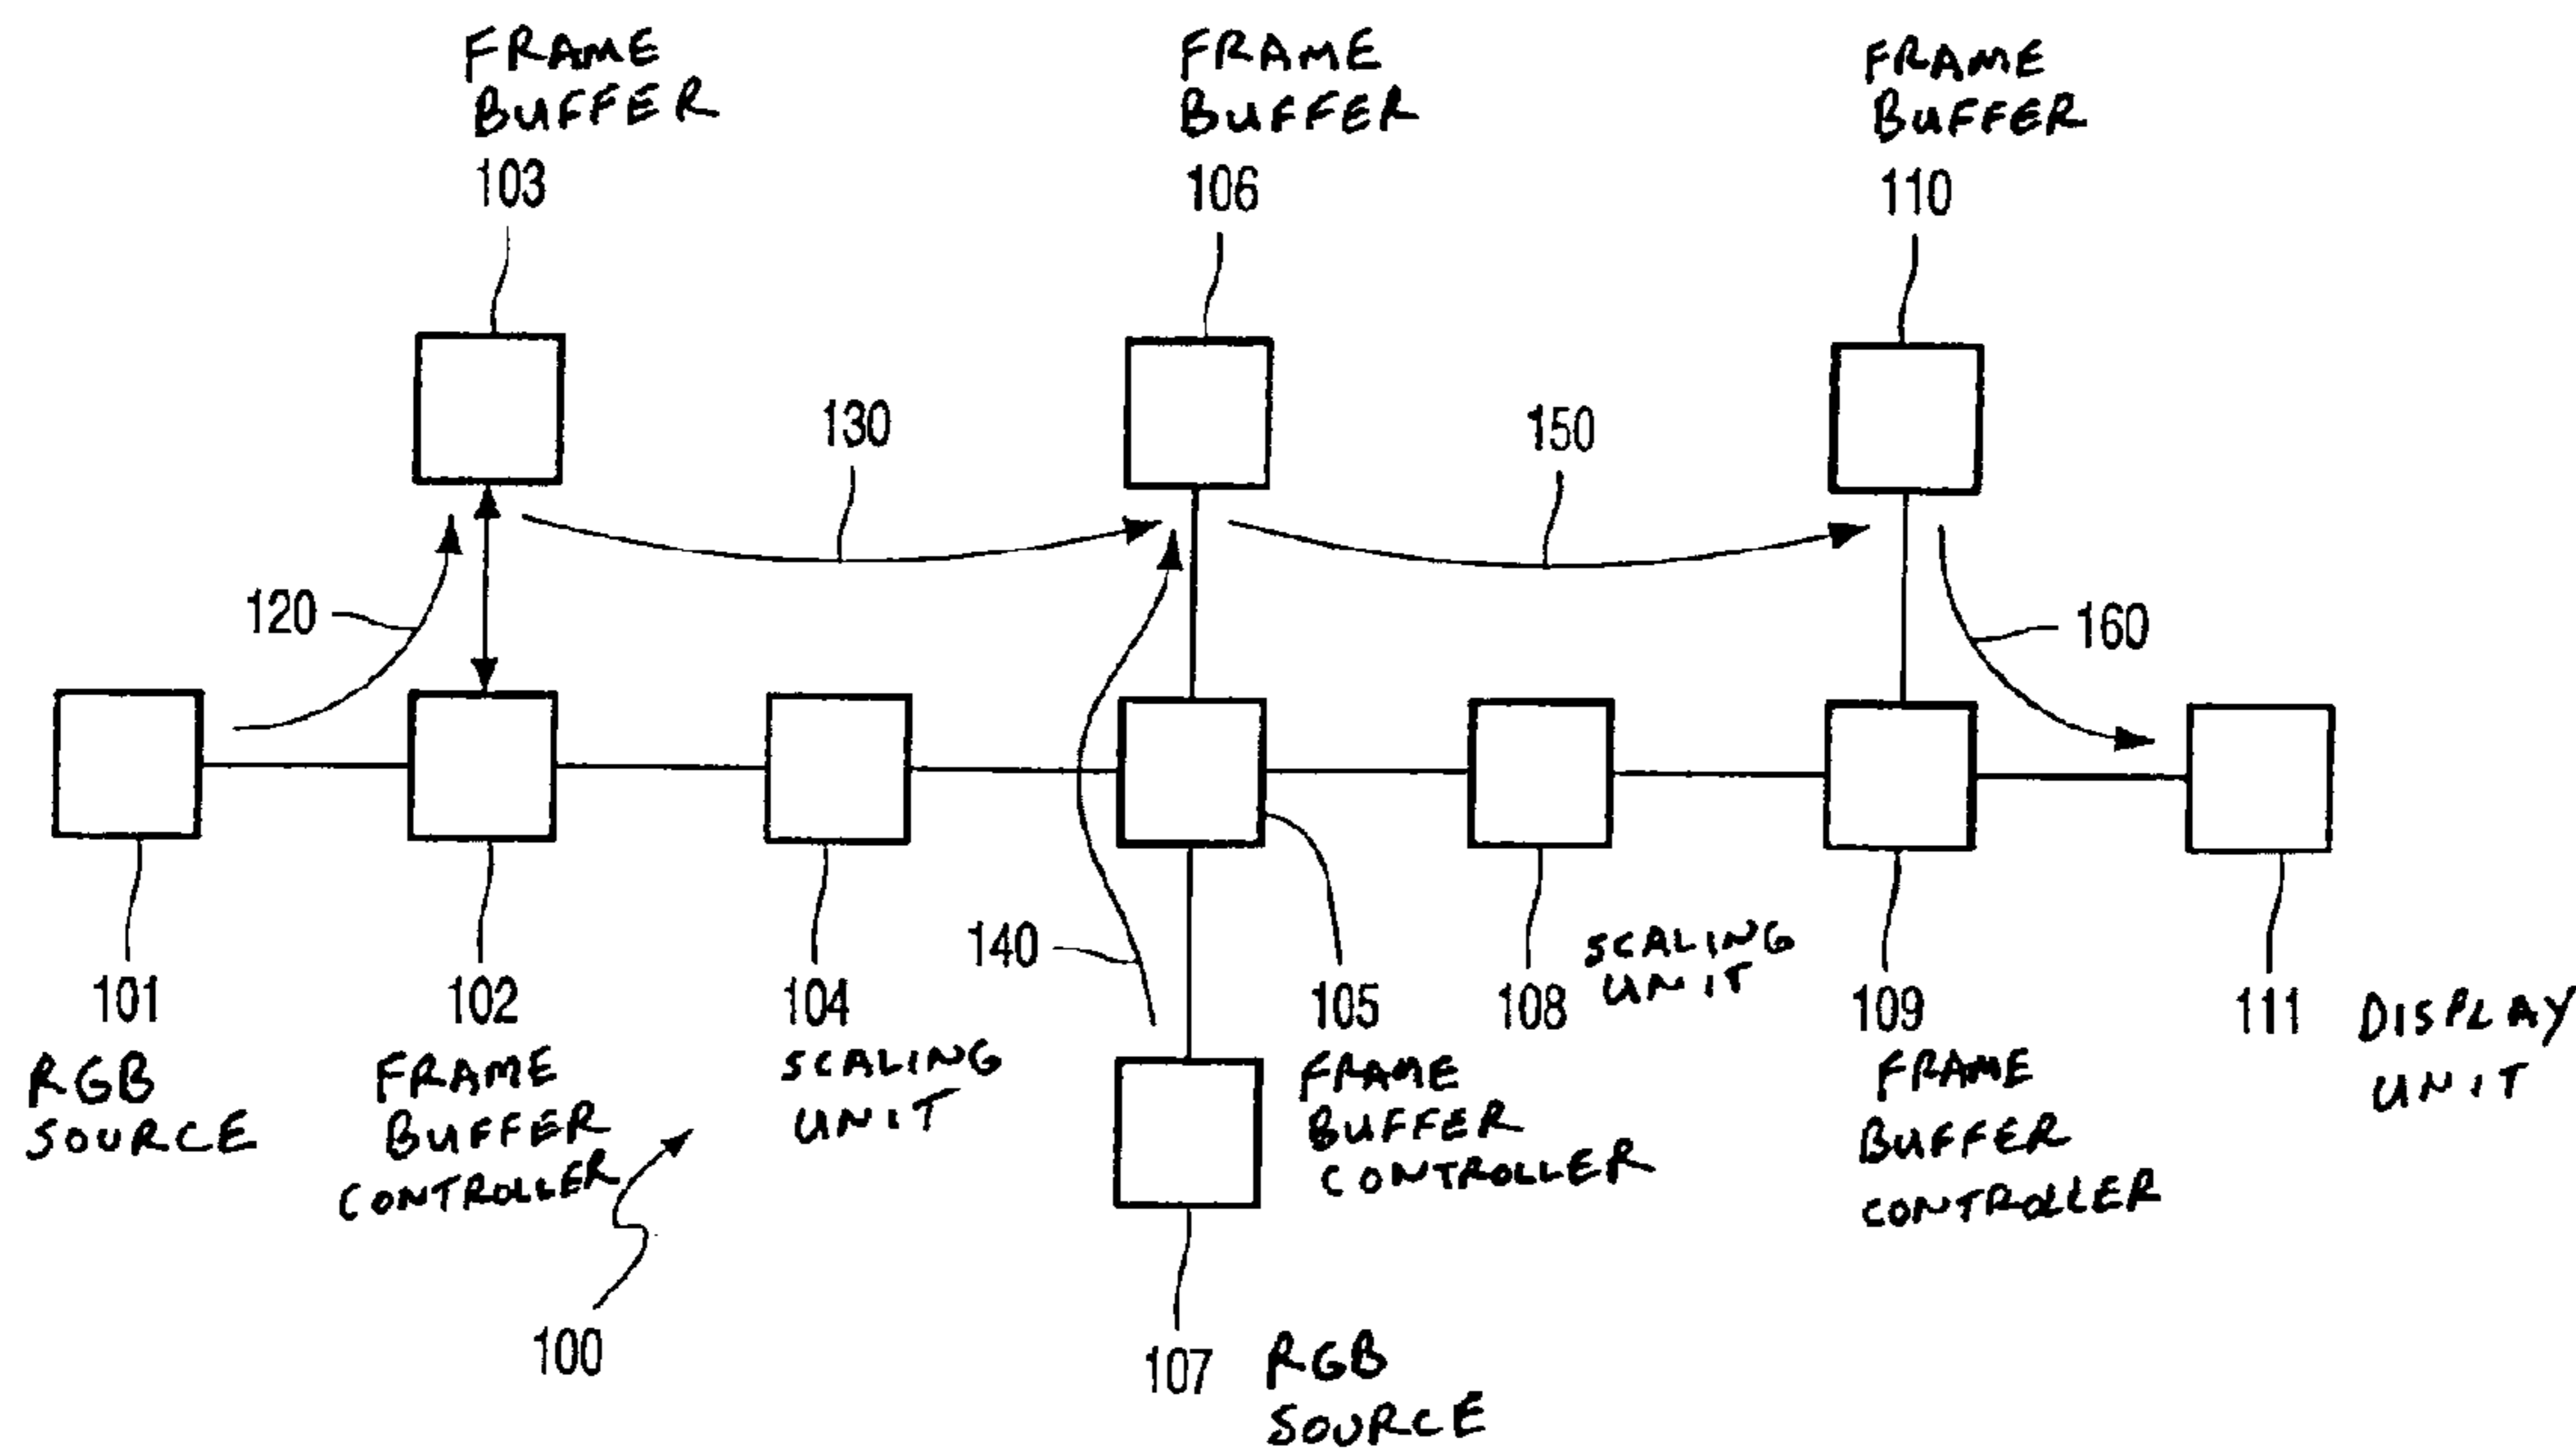 FRAME
BUFFER
103
FRAME
BUFFER
106
FRAME
BUFFER
110
130
150
120
160
140
101
RGB
SOURCE
102
FRAME
BUFFER
CONTROLLER
104
SCALING
UNIT
105
FRAME
BUFFER
CONTROLLER
108
SCALING
UNIT
109
FRAME
BUFFER
CONTROLLER
111
DISPLAY
UNIT
100
107
RGB
SOURCE